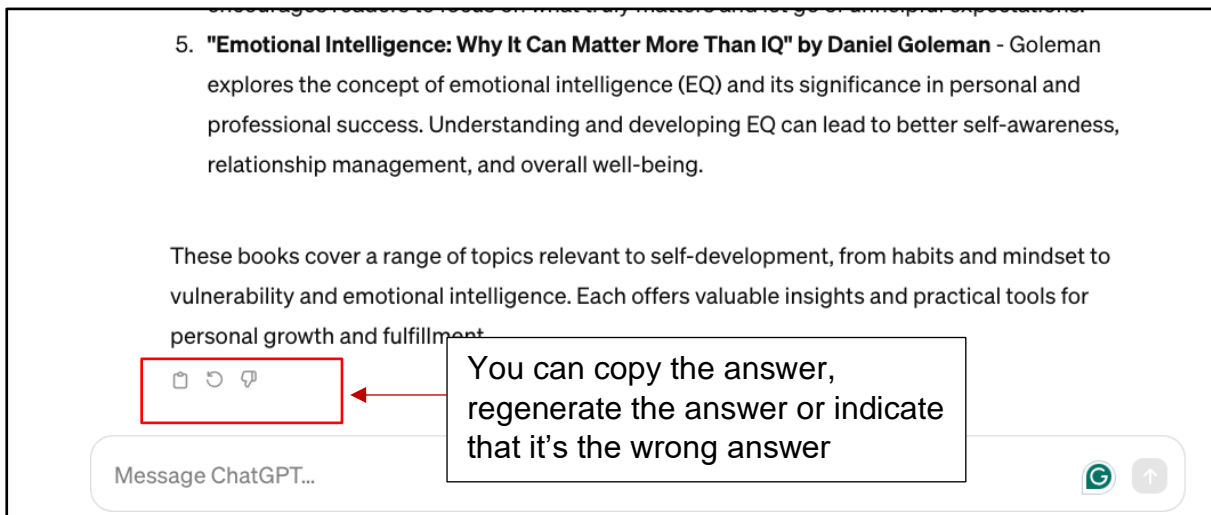 5. "Emotional Intelligence: Why It Can Matter More Than IQ" by Daniel Goleman - Goleman
explores the concept of emotional intelligence (EQ) and its significance in personal and
professional success. Understanding and developing EQ can lead to better self-awareness,
relationship management, and overall well-being.
These books cover a range of topics relevant to self-development, from habits and mindset to
vulnerability and emotional intelligence. Each offers valuable insights and practical tools for
personal growth and fulfillment
You can copy the answer,
regenerate the answer or indicate
that it’s the wrong answer
Message ChatGPT...
G